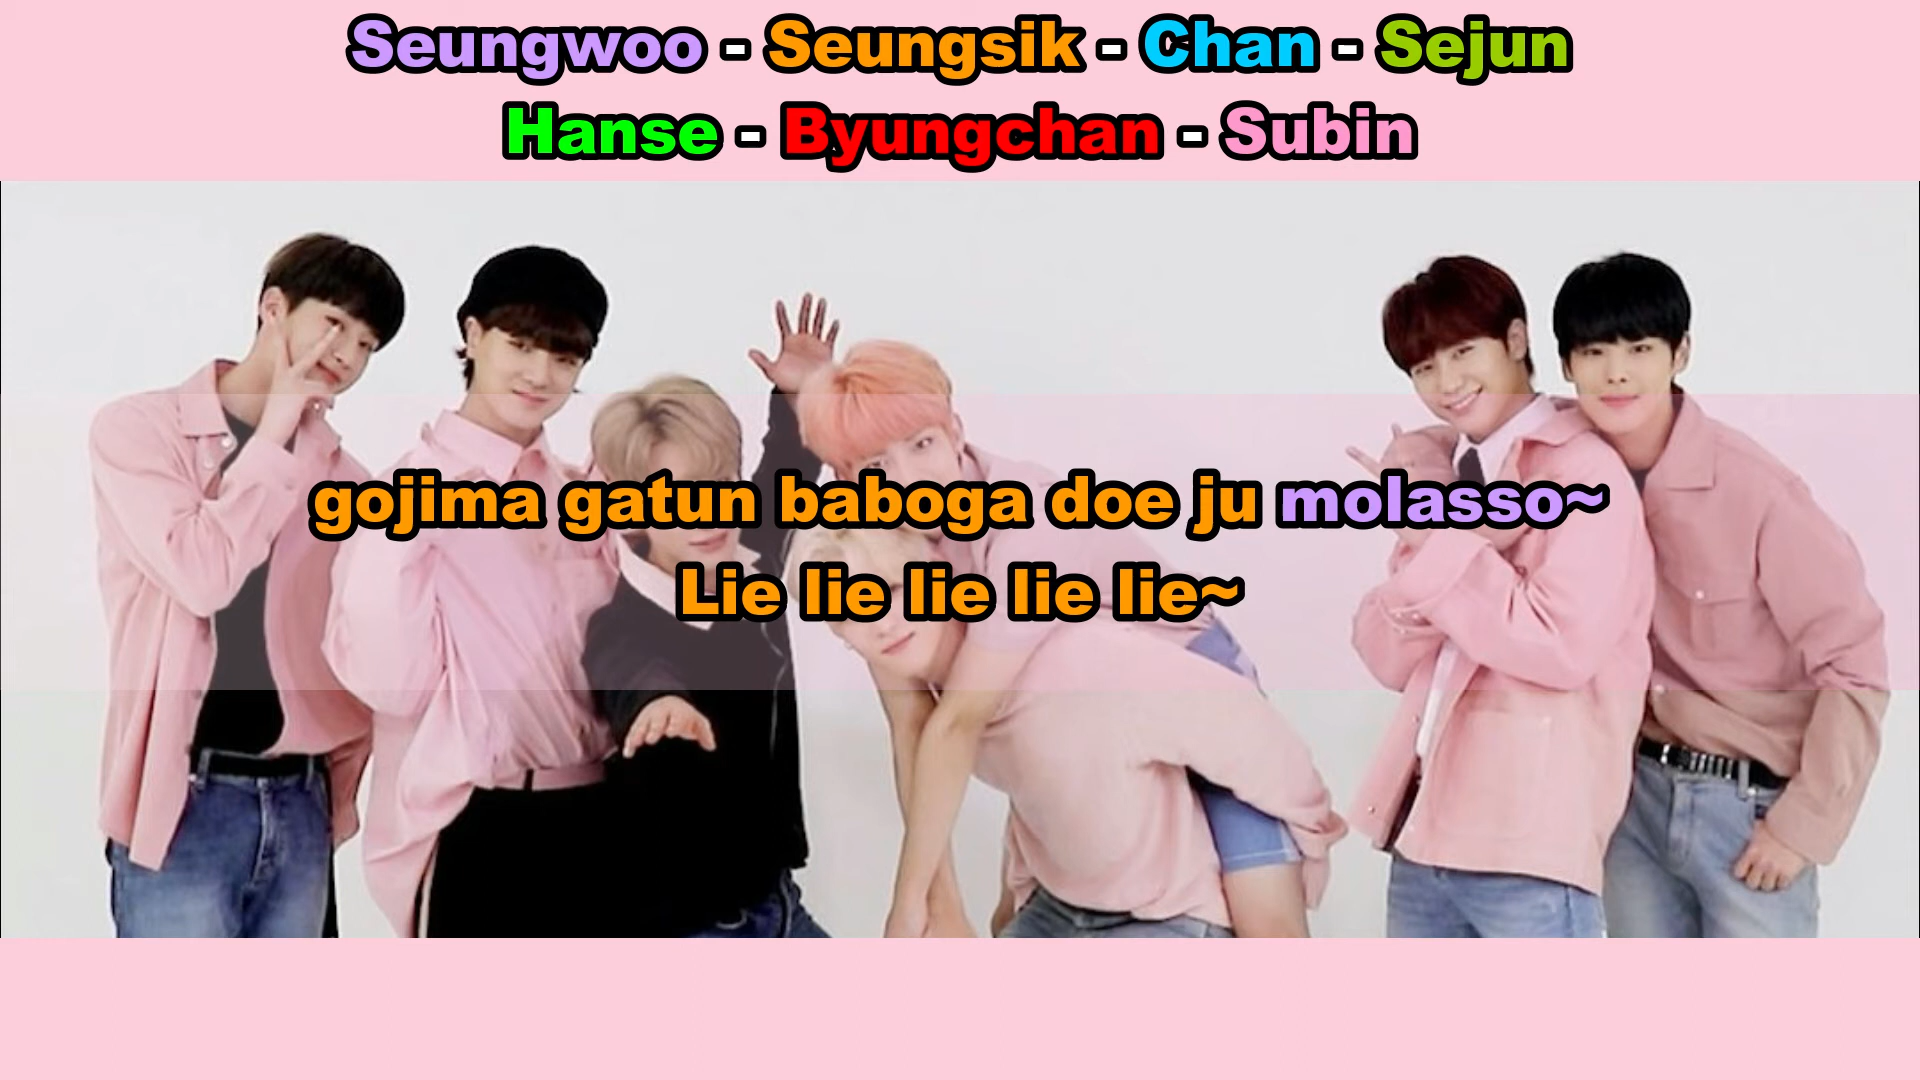 Seungwoo - Seungsik - Chan - Sejun
Hanse - Byungchan - Subin
gojima gatun baboga doe ju molasso~
Lie lie lie lie lie~